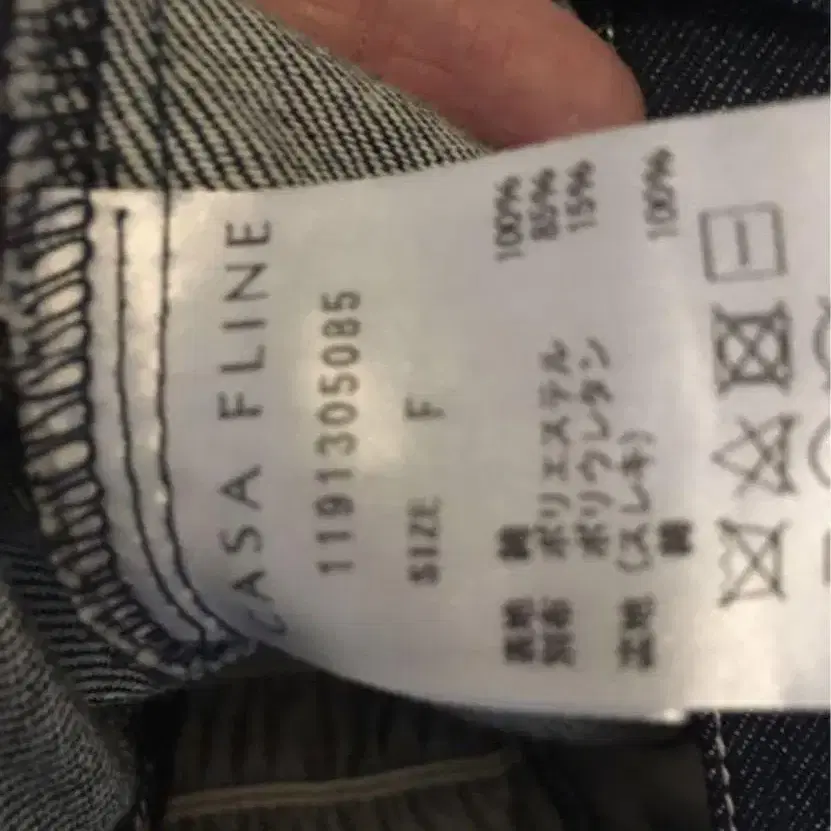 CASA FLINE
1191305085
SIZE F
表地 綿 100%
別布 ポリエステル 85%
ポリウレタン 15%
裏地 (スレキ)
綿 100%